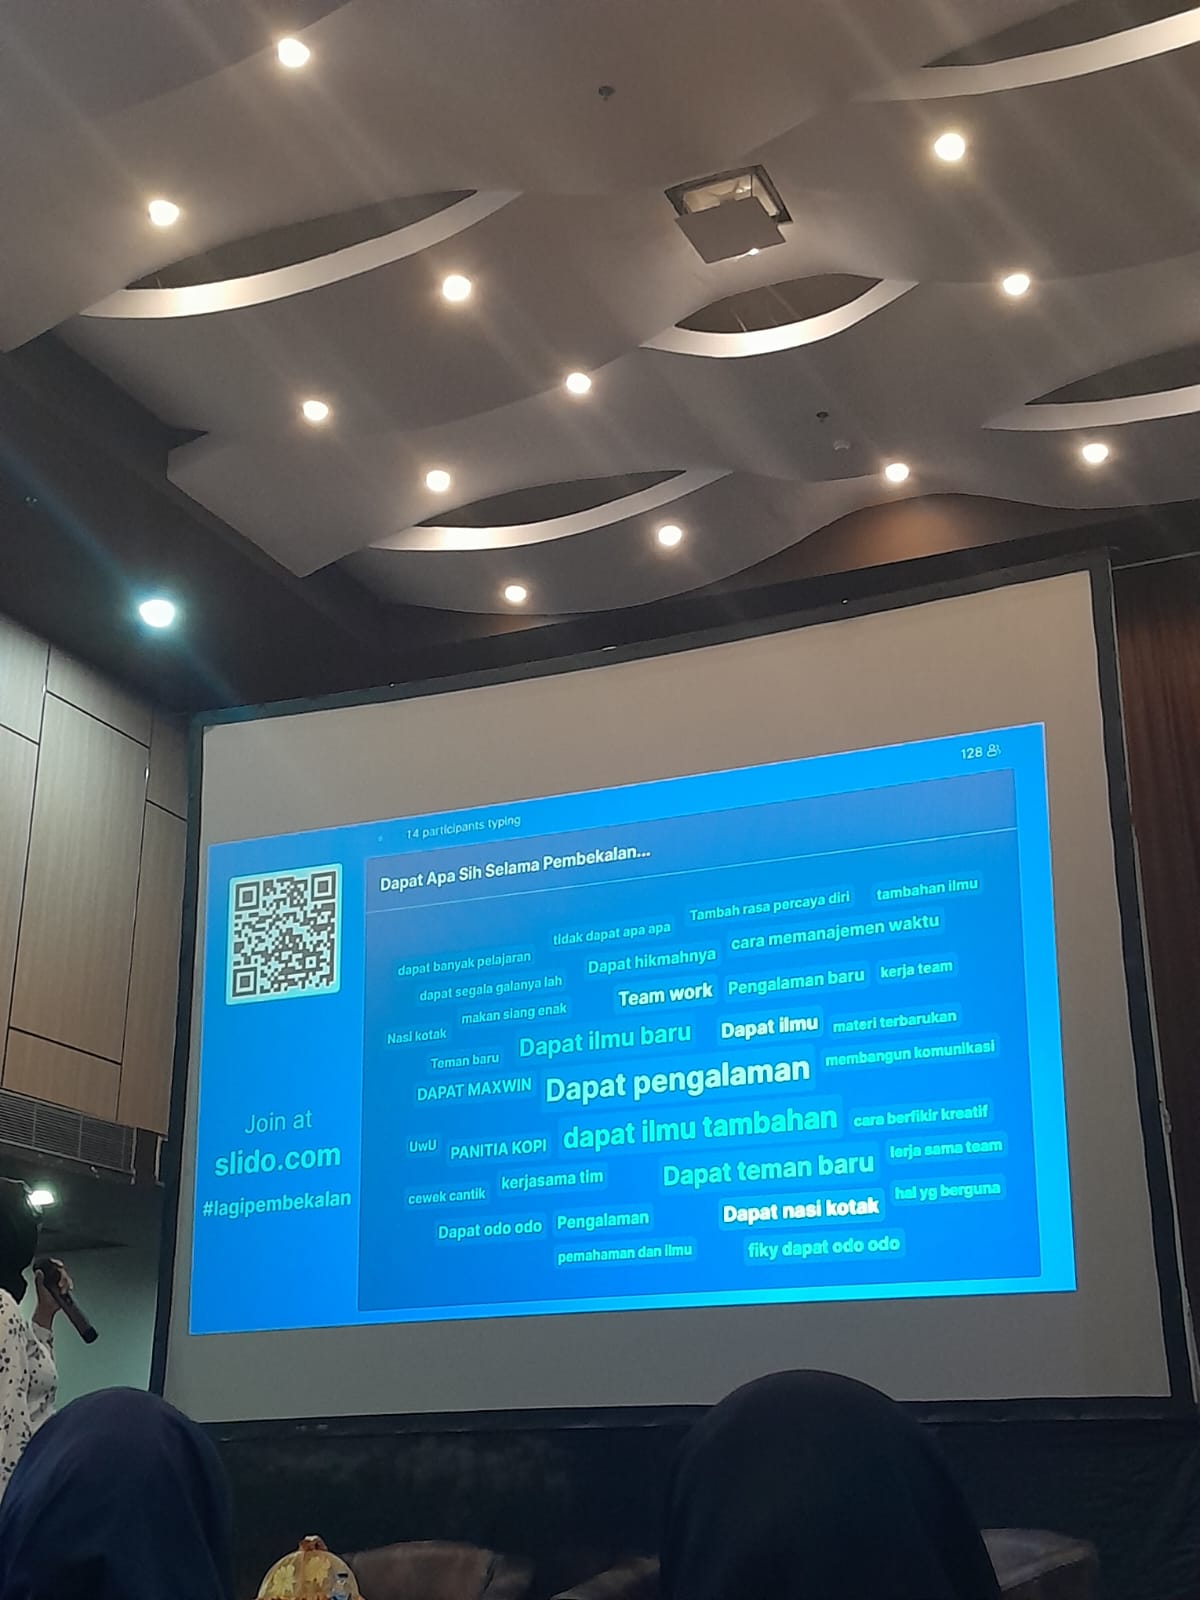 128
14 participants typing
Dapat Apa Sih Selama Pembekalan...
tambahan ilmu
Tambah rasa percaya diri
tidak dapat apa apa
cara memanajemen waktu
dapat banyak pelajaran
Dapat hikmahnya
dapat segala galanya lah
Team work
Pengalaman baru
kerja team
makan siang enak
Nasi kotak
Dapat ilmu baru
Dapat ilmu
materi terbarukan
Teman baru
membangun komunikasi
DAPAT MAXWIN
Dapat pengalaman
UwU
PANITIA KOPI
dapat ilmu tambahan
cara berfikir kreatif
cewek cantik
kerjasama tim
Dapat teman baru
lerja sama team
Dapat odo odo
Pengalaman
Dapat nasi kotak
hal yg berguna
pemahaman dan ilmu
fiky dapat odo odo
Join at
slido.com
#lagipembekalan